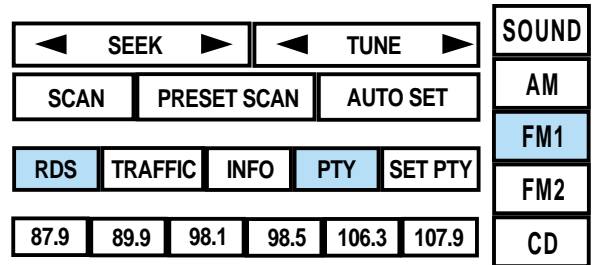 ◄ SEEK ► ◄ TUNE ►
SCAN PRESET SCAN AUTO SET
RDS TRAFFIC INFO PTY SET PTY
87.9 89.9 98.1 98.5 106.3 107.9
SOUND
AM
FM1
FM2
CD